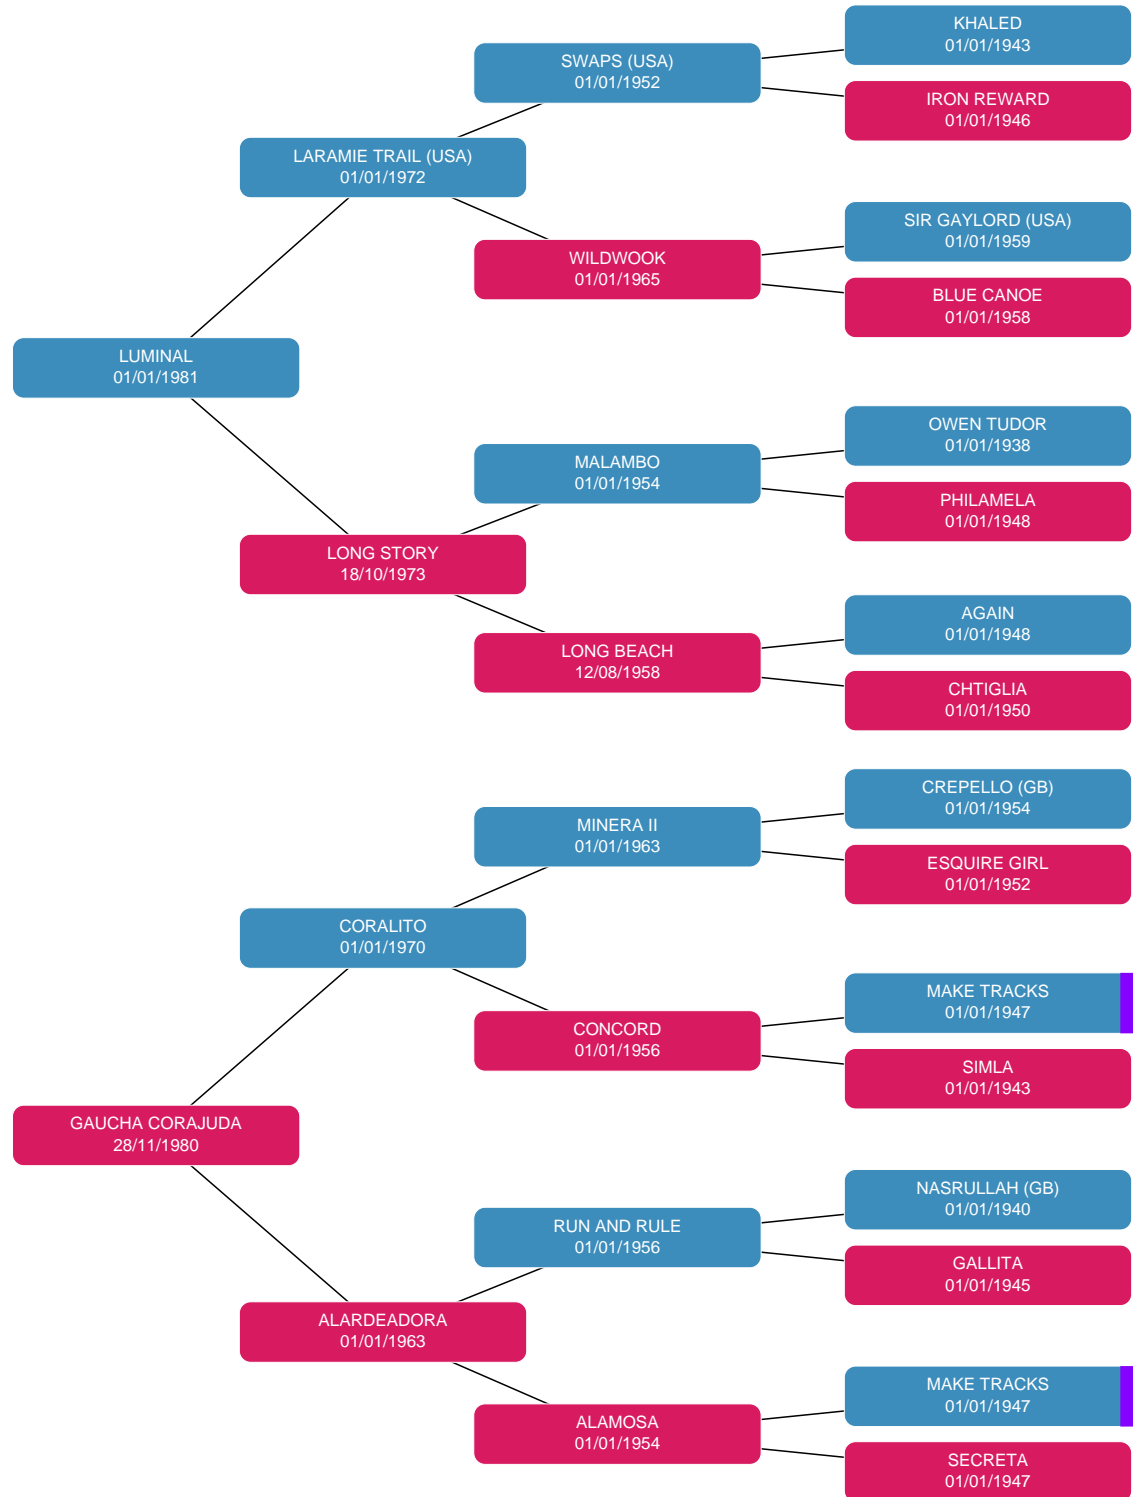 KHALED
01/01/1943
SWAPS (USA)
01/01/1952
IRON REWARD
01/01/1946
LARAMIE TRAIL (USA)
01/01/1972
SIR GAYLORD (USA)
01/01/1959
WILDWOOK
01/01/1965
BLUE CANOE
01/01/1958
LUMINAL
01/01/1981
OWEN TUDOR
01/01/1938
MALAMBO
01/01/1954
PHILAMELA
01/01/1948
LONG STORY
18/10/1973
AGAIN
01/01/1948
LONG BEACH
12/08/1958
CHTIGLIA
01/01/1950
CREPELLO (GB)
01/01/1954
MINERA II
01/01/1963
ESQUIRE GIRL
01/01/1952
CORALITO
01/01/1970
MAKE TRACKS
01/01/1947
CONCORD
01/01/1956
SIMLA
01/01/1943
GAUCHA CORAJUDA
28/11/1980
NASRULLAH (GB)
01/01/1940
RUN AND RULE
01/01/1956
GALLITA
01/01/1945
ALARDEADORA
01/01/1963
MAKE TRACKS
01/01/1947
ALAMOSA
01/01/1954
SECRETA
01/01/1947